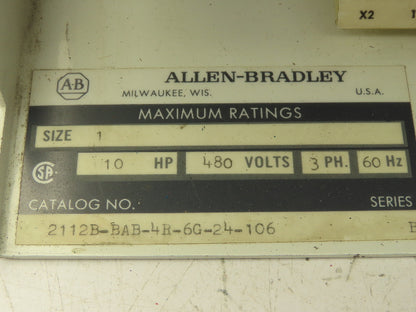 X2
A-B
ALLEN-BRADLEY
MILWAUKEE, WIS. U.S.A.
MAXIMUM RATINGS
SIZE 1
10 HP 480 VOLTS 3 PH. 60 Hz
CATALOG NO. SERIES
2112B-BAB-4R-6G-24-106